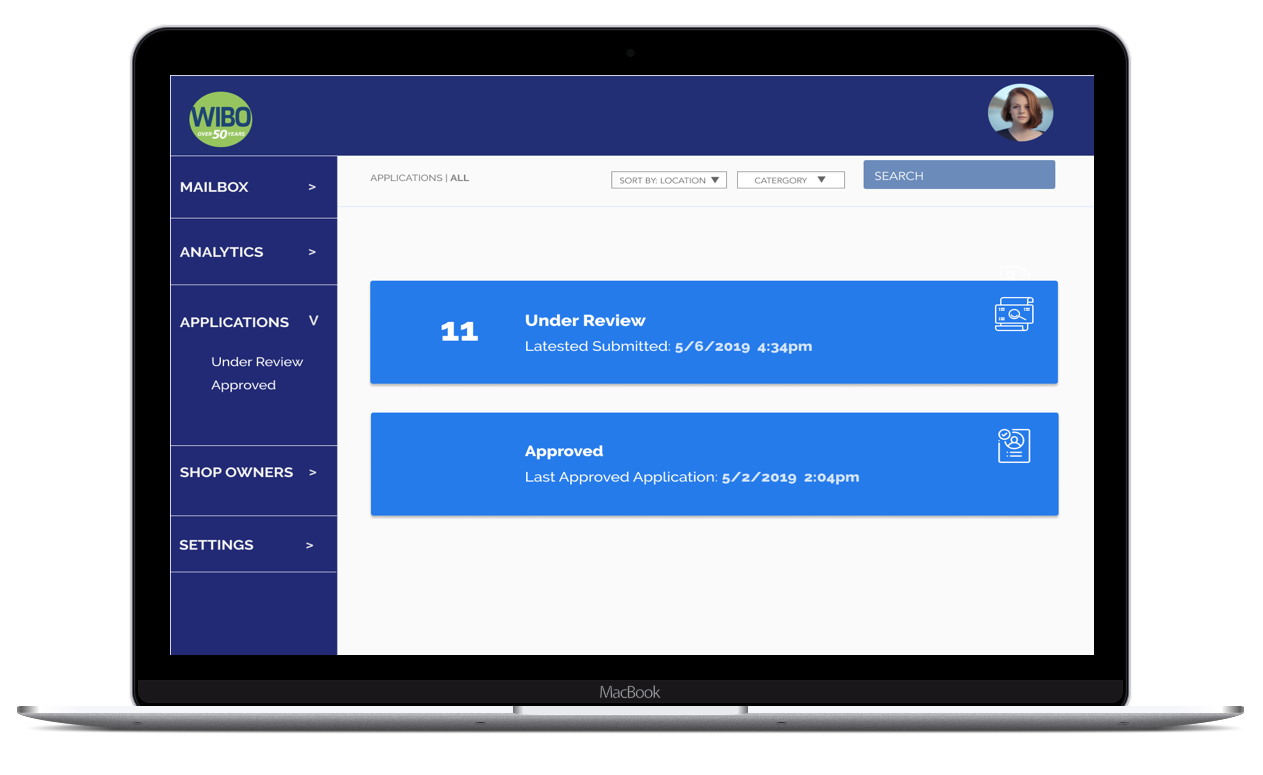 WIBO
OVER 50 YEARS
MAILBOX >
ANALYTICS >
APPLICATIONS V
Under Review
Approved
SHOP OWNERS >
SETTINGS >
APPLICATIONS | ALL
SORT BY: LOCATION ▼
CATERGORY ▼
SEARCH
11
Under Review
Latested Submitted: 5/6/2019 4:34pm
Approved
Last Approved Application: 5/2/2019 2:04pm
MacBook